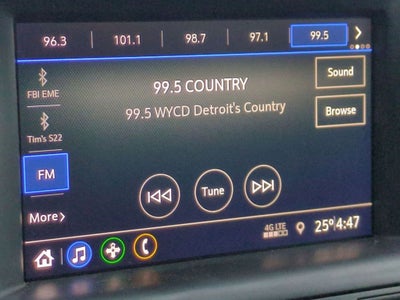 96.3 101.1 98.7 97.1 99.5
Sound
99.5 COUNTRY
FBI EME
99.5 WYCD Detroit's Country
Browse
Tim's S22
FM
Tune
More
4G LTE
25° 4:47